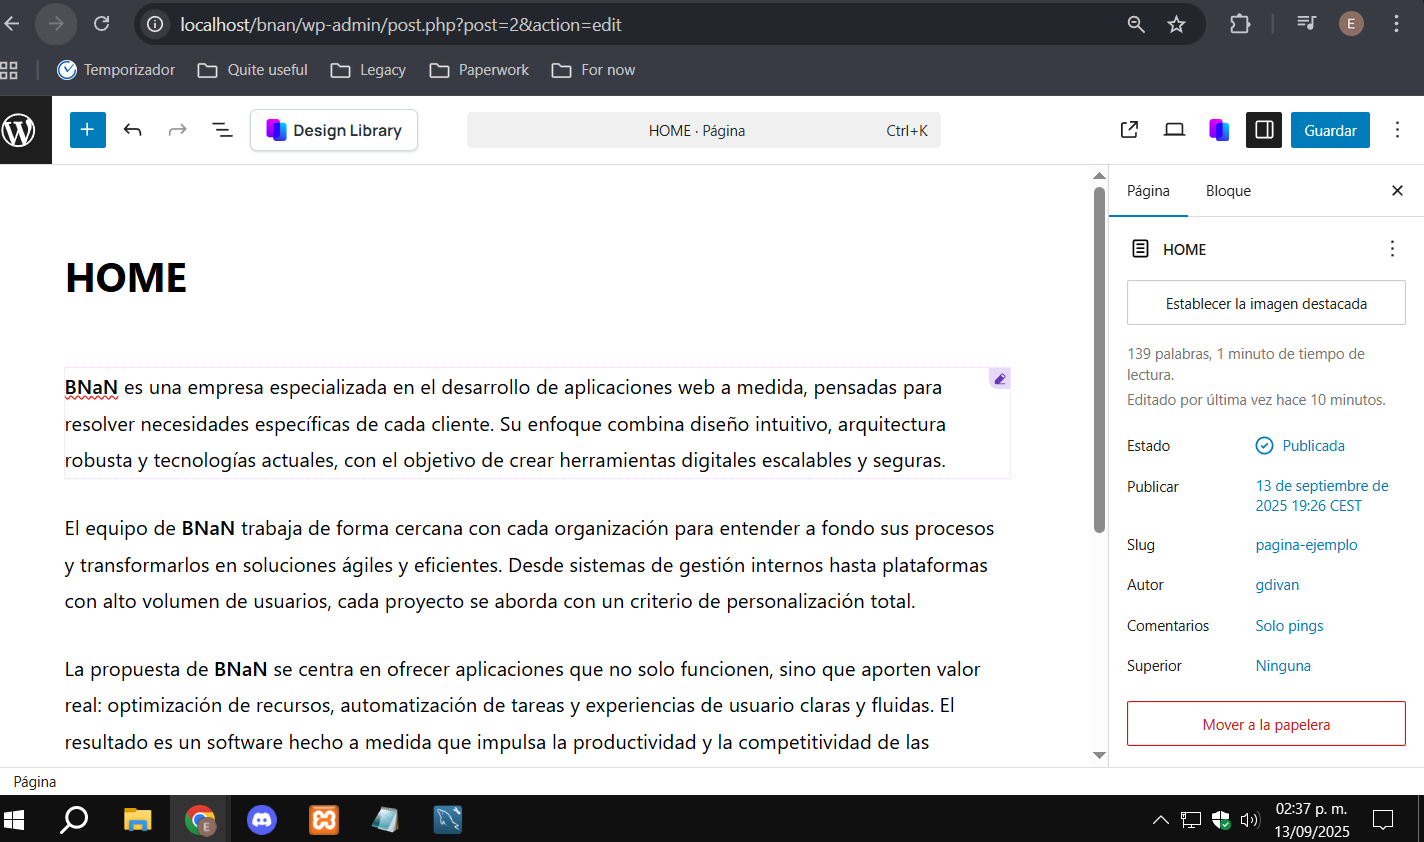 localhost/bnan/wp-admin/post.php?post=2&action=edit
E
Temporizador
Quite useful
Legacy
Paperwork
For now
Design Library
HOME · Página
Ctrl+K
Guardar
Página
Bloque
HOME
Establecer la imagen destacada
139 palabras, 1 minuto de tiempo de
lectura.
Editado por última vez hace 10 minutos.
Estado
Publicada
Publicar
13 de septiembre de
2025 19:26 CEST
Slug
pagina-ejemplo
Autor
gdivan
Comentarios
Solo pings
Superior
Ninguna
Mover a la papelera
HOME
BNaN es una empresa especializada en el desarrollo de aplicaciones web a medida, pensadas para
resolver necesidades específicas de cada cliente. Su enfoque combina diseño intuitivo, arquitectura
robusta y tecnologías actuales, con el objetivo de crear herramientas digitales escalables y seguras.
El equipo de BNaN trabaja de forma cercana con cada organización para entender a fondo sus procesos
y transformarlos en soluciones ágiles y eficientes. Desde sistemas de gestión internos hasta plataformas
con alto volumen de usuarios, cada proyecto se aborda con un criterio de personalización total.
La propuesta de BNaN se centra en ofrecer aplicaciones que no solo funcionen, sino que aporten valor
real: optimización de recursos, automatización de tareas y experiencias de usuario claras y fluidas. El
resultado es un software hecho a medida que impulsa la productividad y la competitividad de las
Página
E
02:37 p. m.
13/09/2025